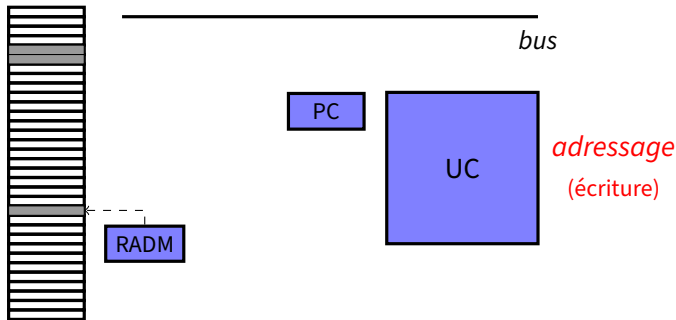 bus
PC
UC
adressage
(écriture)
RADM